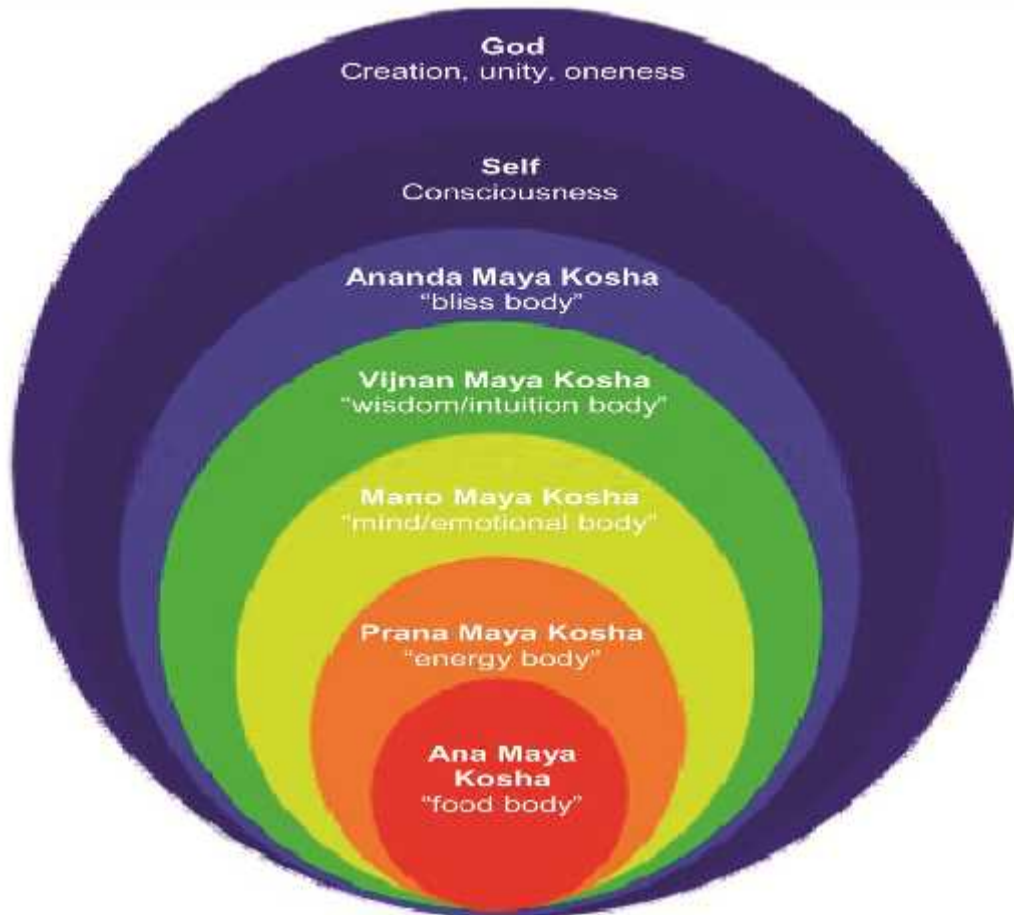 God
Creation, unity, oneness
Self
Consciousness
Ananda Maya Kosha
“bliss body”
Vijnan Maya Kosha
“wisdom/intuition body”
Mano Maya Kosha
“mind/emotional body”
Prana Maya Kosha
“energy body”
Ana Maya
Kosha
“food body”